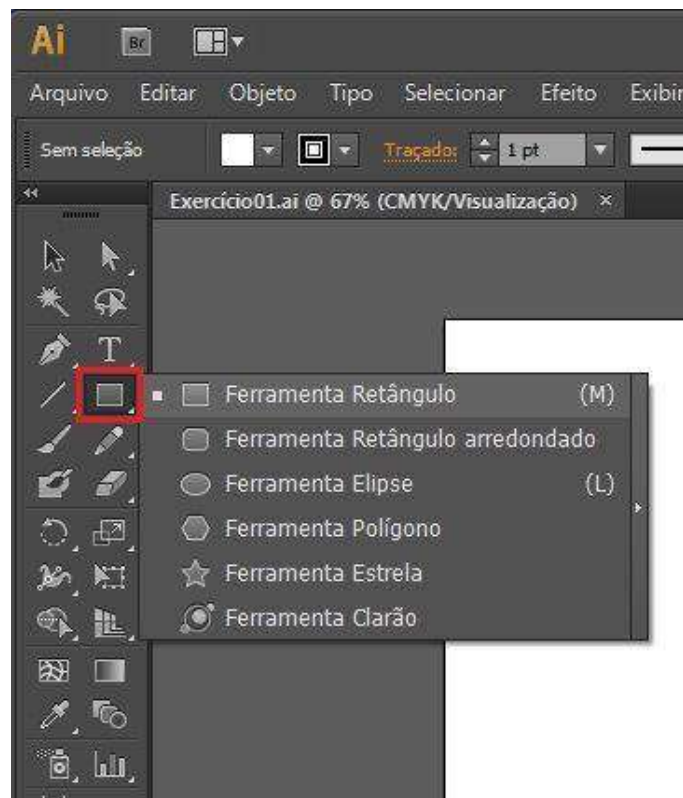 Ai Br
Arquivo Editar Objeto Tipo Selecionar Efeito Exibir
Sem seleção Traçado: 1 pt
Exercício01.ai @ 67% (CMYK/Visualização) ×
T
Ferramenta Retângulo (M)
Ferramenta Retângulo arredondado
Ferramenta Elipse (L)
Ferramenta Polígono
Ferramenta Estrela
Ferramenta Clarão